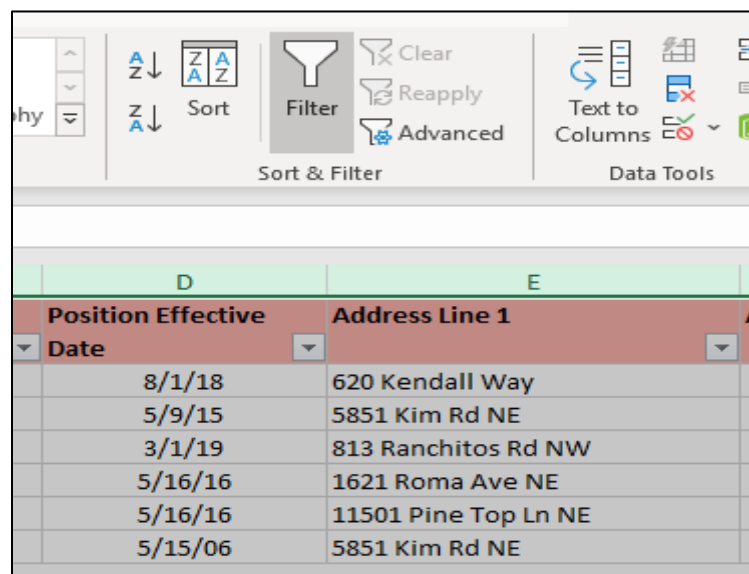 Clear
Reapply
Advanced
Sort
Filter
Text to
Columns
Sort & Filter
Data Tools
D E
Position Effective Address Line 1
Date
8/1/18 620 Kendall Way
5/9/15 5851 Kim Rd NE
3/1/19 813 Ranchitos Rd NW
5/16/16 1621 Roma Ave NE
5/16/16 11501 Pine Top Ln NE
5/15/06 5851 Kim Rd NE